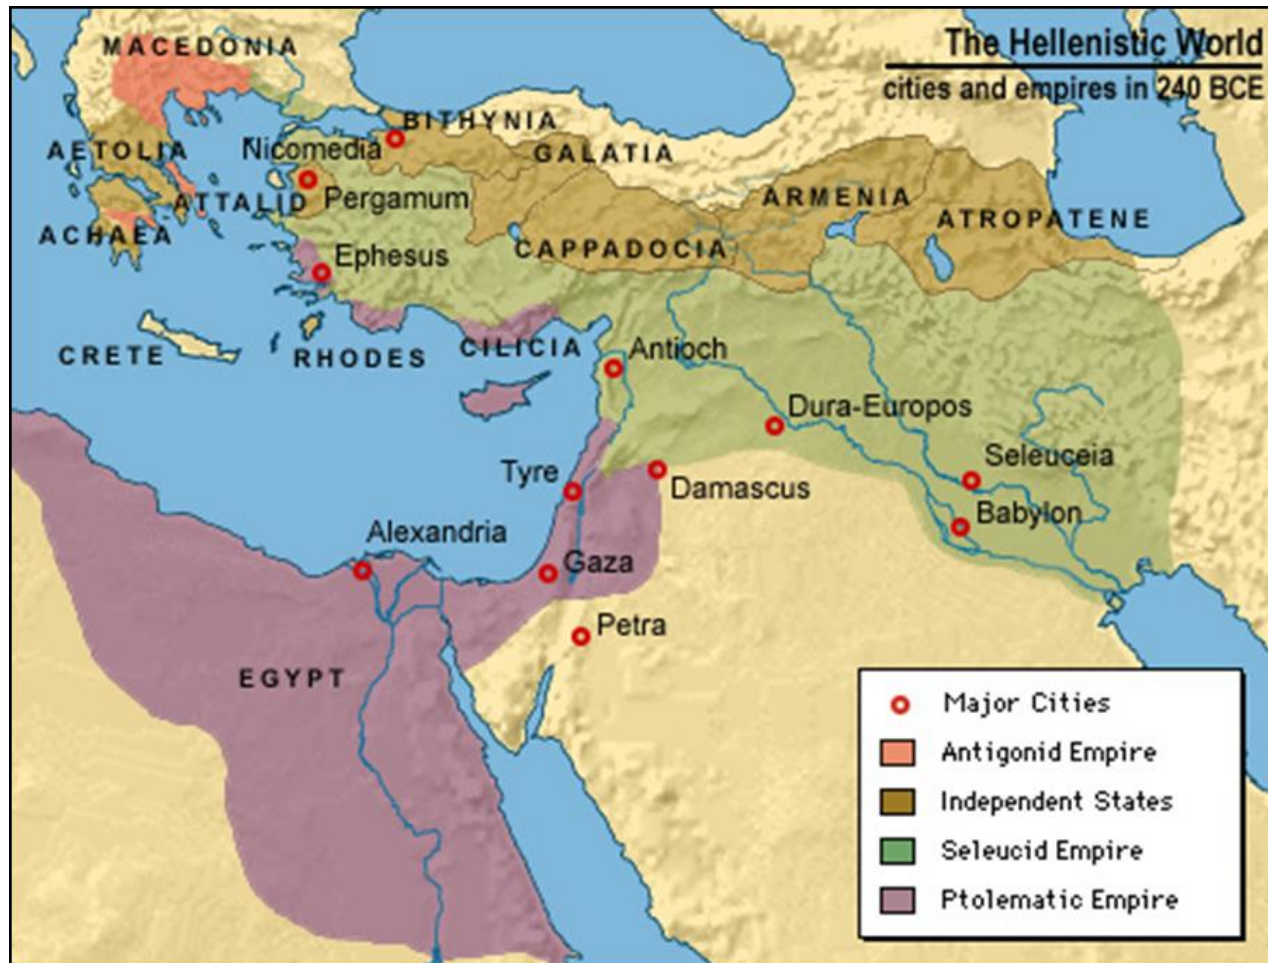 The Hellenistic World
cities and empires in 240 BCE
MACEDONIA
BITHYNIA
AETOLIA
Nicomedia
GALATIA
ATTALID
Pergamum
ARMENIA
ATROPATENE
ACHAEA
Ephesus
CAPPADOCIA
CRETE
RHODES
CILICIA
Antioch
Dura-Europos
Tyre
Damascus
Seleuceia
Babylon
Alexandria
Gaza
Petra
EGYPT
Major Cities
Antigonid Empire
Independent States
Seleucid Empire
Ptolematic Empire